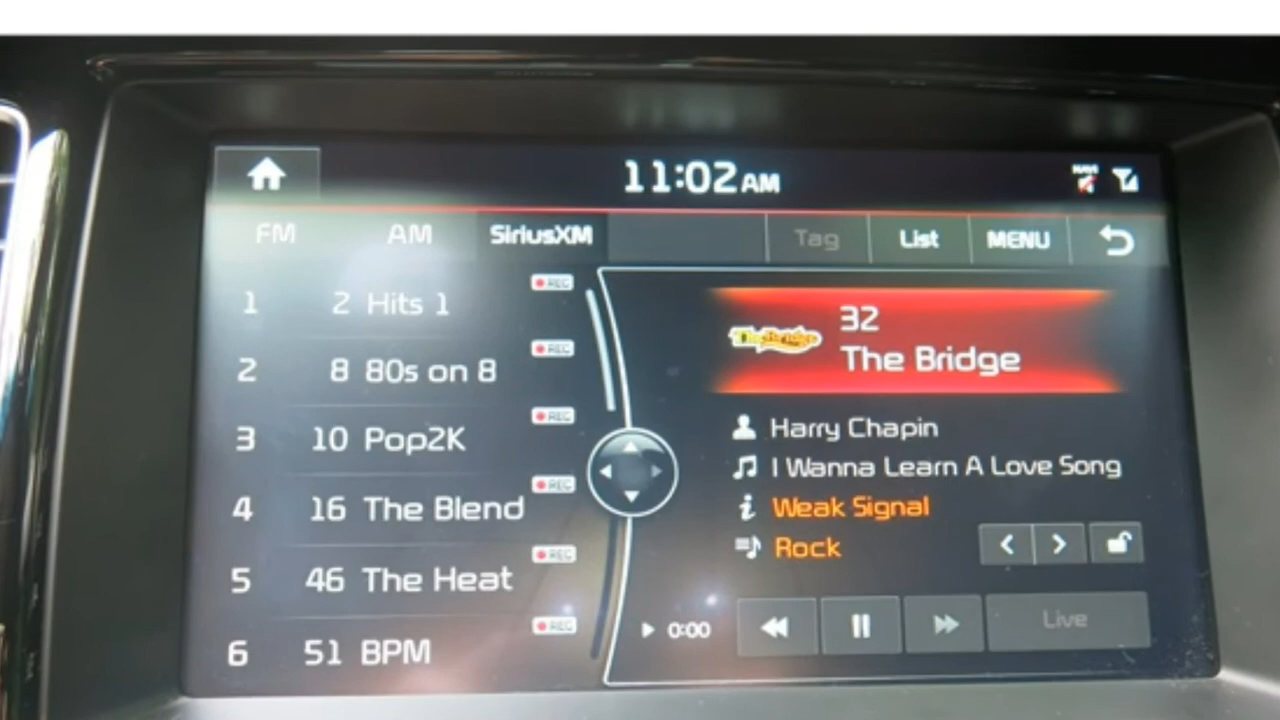 11:02 AM
FM AM SiriusXM Tag List MENU
1 2 Hits 1 REC
2 8 80s on 8 REC
3 10 Pop2K REC
4 16 The Blend REC
5 46 The Heat REC
6 51 BPM REC
The Bridge
32
The Bridge
Harry Chapin
I Wanna Learn A Love Song
Weak Signal
Rock
0:00
Live